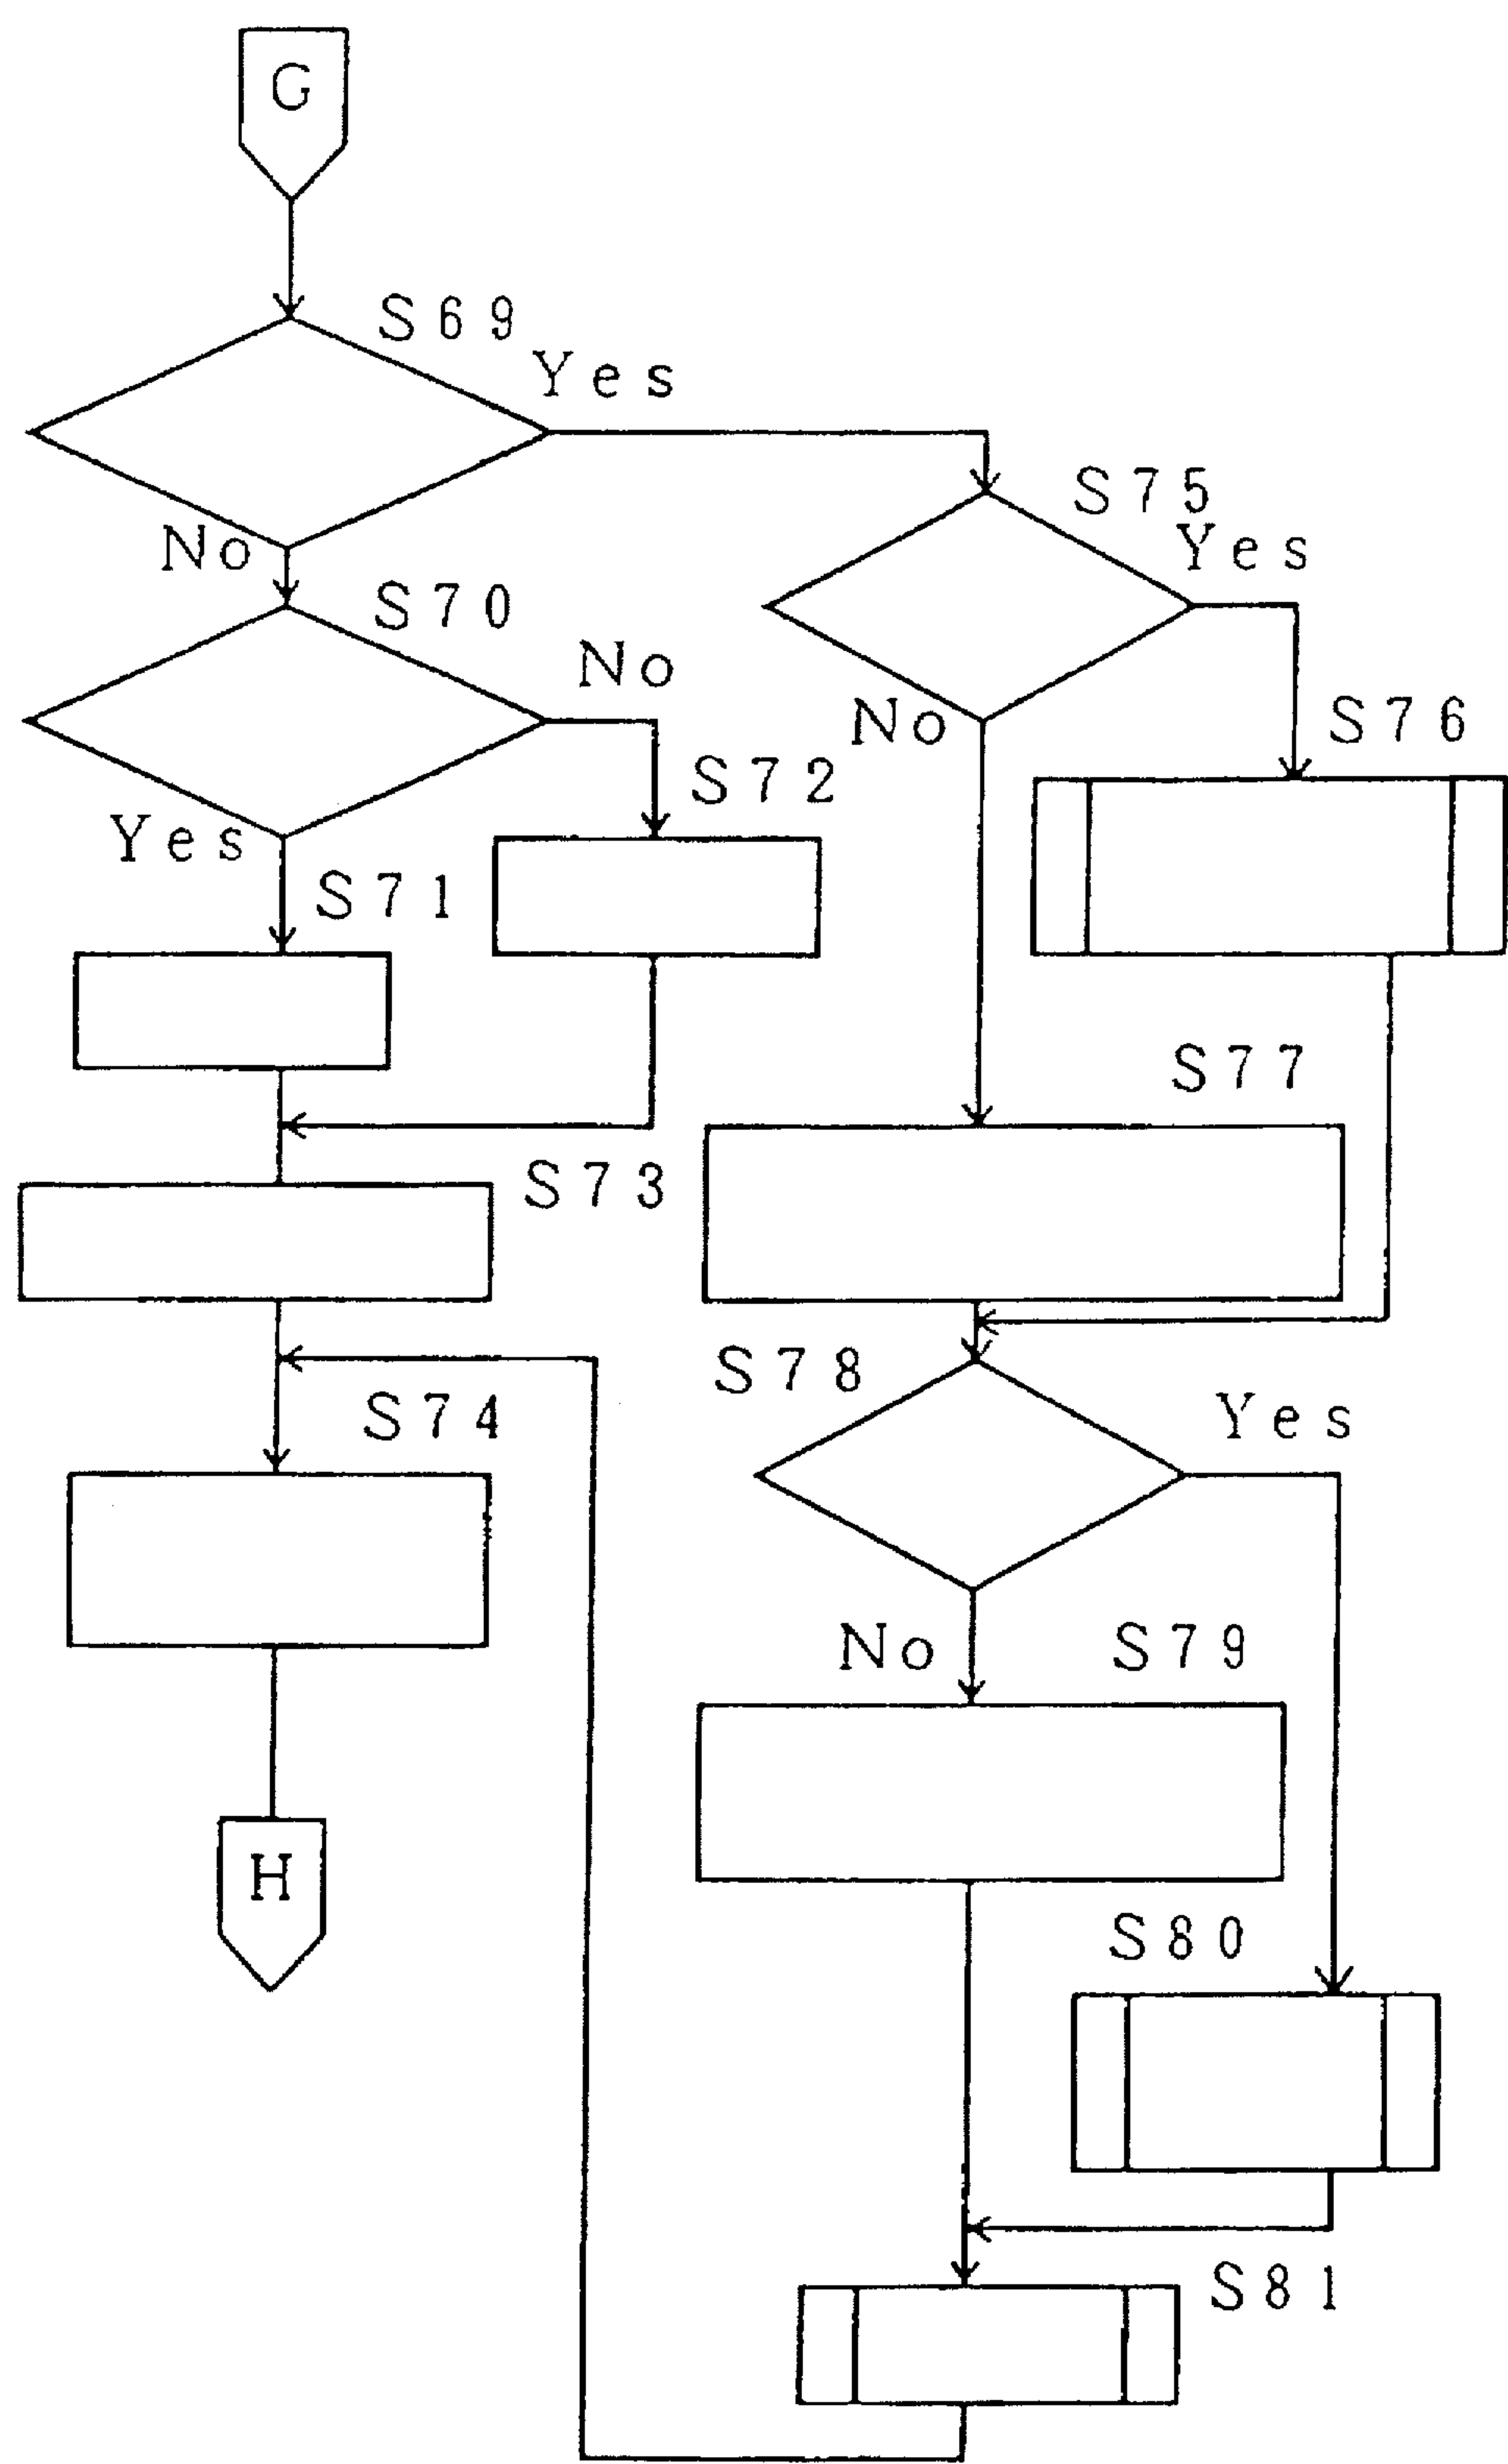 G
S69
Yes
No
S75
Yes
S70
No
No
S76
S72
Yes
S71
S77
S73
S78
S74
Yes
No
S79
H
S80
S81